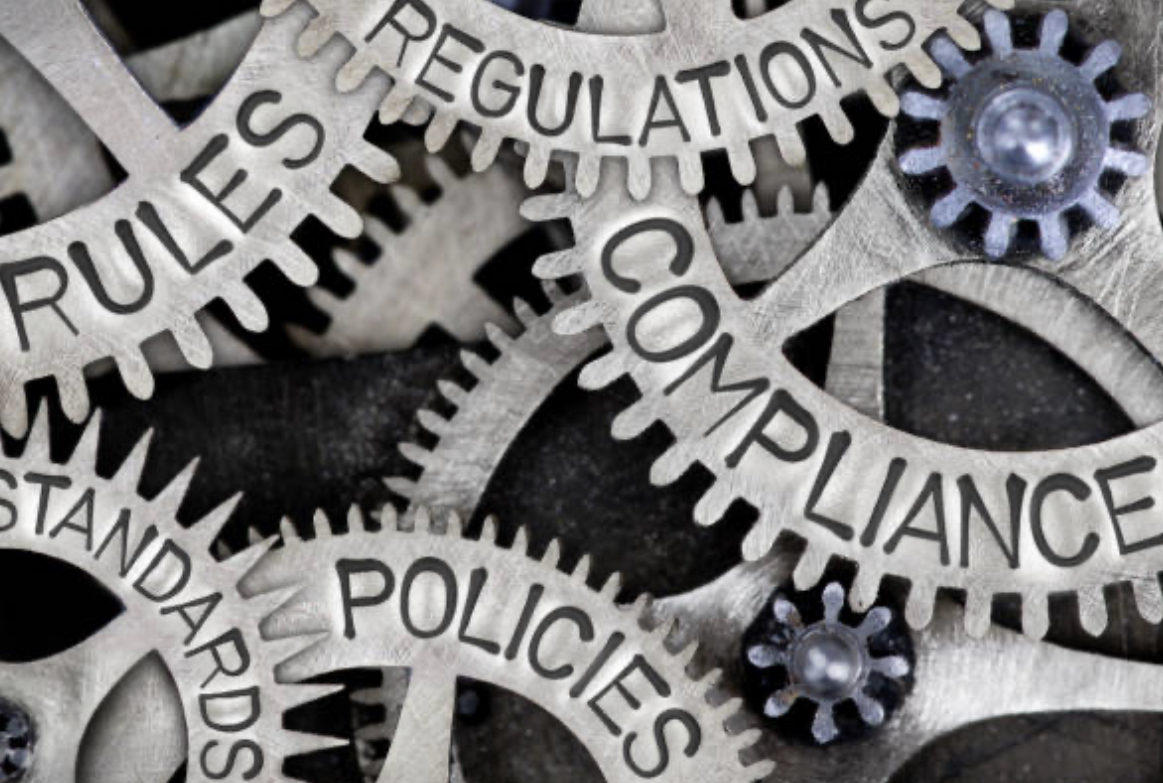 REGULATIONS
RULES
COMPLIANCE
STANDARDS
POLICIES